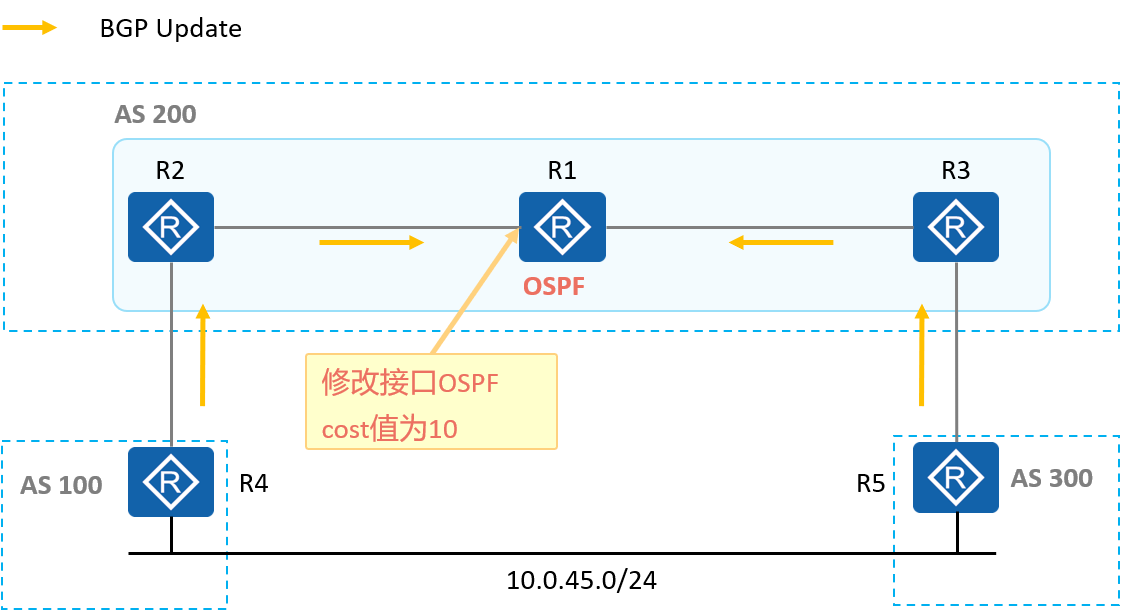 BGP Update
AS 200
R2
R1
R3
R
R
R
OSPF
修改接口OSPF
cost值为10
AS 100
R
R4
R5
R
AS 300
10.0.45.0/24